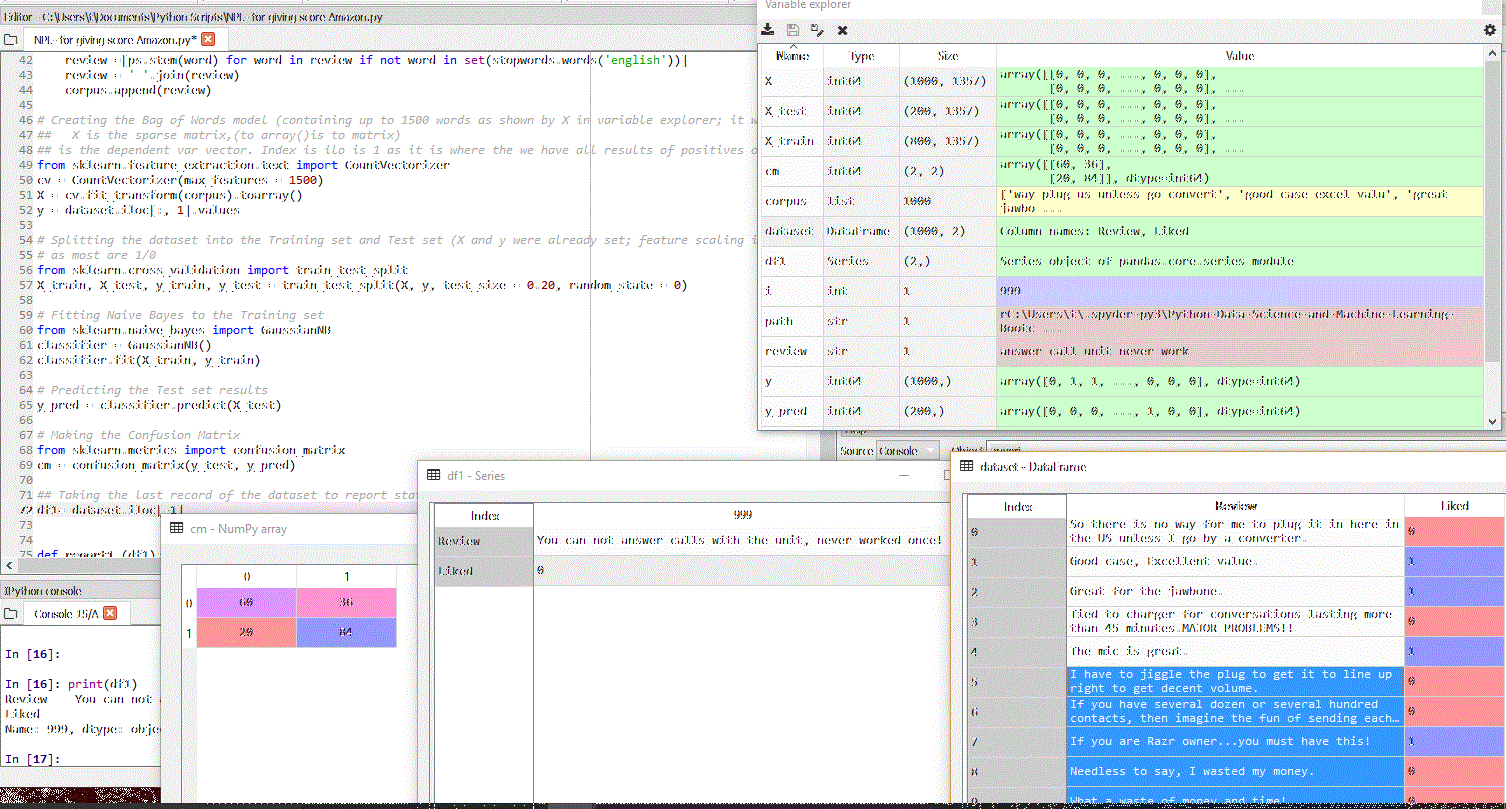 Editor - C:\Users\t\Documents\Python Scripts\NPL- for giving score Amazon.py
NPL- for giving score Amazon.py*
42 review = [ps.stem(word) for word in review if not word in set(stopwords.words('english'))]
43 review = ' '.join(review)
44 corpus.append(review)
45
46 # Creating the Bag of Words model (containing up to 1500 words as shown by X in variable explorer; it w
47 ## X is the sparse matrix,(to array()is to matrix)
48 ## is the dependent var vector. Index is ilo is 1 as it is where the we have all results of positives
49 from sklearn.feature_extraction.text import CountVectorizer
50 cv = CountVectorizer(max_features = 1500)
51 X = cv.fit_transform(corpus).toarray()
52 y = dataset.iloc[:, 1].values
53
54 # Splitting the dataset into the Training set and Test set (X and y were already set; feature scaling
55 # as most are 1/0
56 from sklearn.cross_validation import train_test_split
57 X_train, X_test, y_train, y_test = train_test_split(X, y, test_size = 0.20, random_state = 0)
58
59 # Fitting Naive Bayes to the Training set
60 from sklearn.naive_bayes import GaussianNB
61 classifier = GaussianNB()
62 classifier.fit(X_train, y_train)
63
64 # Predicting the Test set results
65 y_pred = classifier.predict(X_test)
66
67 # Making the Confusion Matrix
68 from sklearn.metrics import confusion_matrix
69 cm = confusion_matrix(y_test, y_pred)
70
71 ## Taking the last record of the dataset to report sta
72 df1= dataset.iloc[-1]
73
74
75 def report1 (df1):
Variable explorer
Name Type Size Value
X int64 (1000, 1357) array([[0, 0, 0, ..., 0, 0, 0],
[0, 0, 0, ..., 0, 0, 0], ...
X_test int64 (200, 1357) array([[0, 0, 0, ..., 0, 0, 0],
[0, 0, 0, ..., 0, 0, 0], ...
X_train int64 (800, 1357) array([[0, 0, 0, ..., 0, 0, 0],
[0, 0, 0, ..., 0, 0, 0], ...
cm int64 (2, 2) array([[60, 36],
[20, 84]], dtype=int64)
corpus list 1000 ['way plug us unless go convert', 'good case excel valu', 'great
jawbo ...
dataset DataFrame (1000, 2) Column names: Review, Liked
df1 Series (2,) Series object of pandas.core.series module
i int 1 999
path str 1 rC:\Users\t\.spyder-py3\Python-Data-Science-and-Machine-Learning-
Bootc ...
review str 1 answer call unit never work
y int64 (1000,) array([0, 1, 1, ..., 0, 0, 0], dtype=int64)
y_pred int64 (200,) array([0, 0, 0, ..., 1, 0, 0], dtype=int64)
Source Console Object
IPython console
Console 15/A
In [16]:
In [16]: print(df1)
Review You can not
Liked
Name: 999, dtype: obje
In [17]:
cm - NumPy array
0 1
0 60 36
1 20 84
df1 - Series
Index 999
Review You can not answer calls with the unit, never worked once!
Liked 0
dataset - DataFrame
Index Review Liked
0 So there is no way for me to plug it in here in
the US unless I go by a converter. 0
1 Good case, Excellent value. 1
2 Great for the jawbone. 1
3 Tied to charger for conversations lasting more
than 45 minutes.MAJOR PROBLEMS!! 0
4 The mic is great. 1
5 I have to jiggle the plug to get it to line up
right to get decent volume. 0
6 If you have several dozen or several hundred
contacts, then imagine the fun of sending each... 0
7 If you are Razr owner...you must have this! 1
8 Needless to say, I wasted my money. 0
9 What a waste of money and time! 0